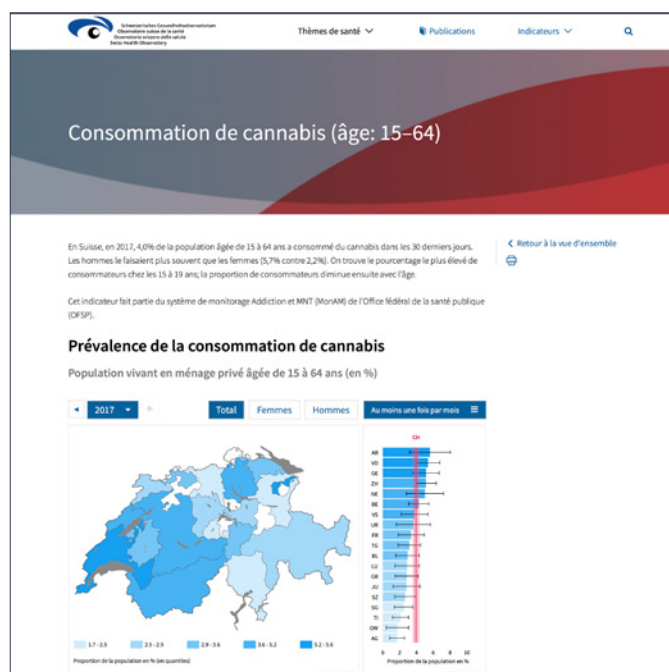 Schweizerisches Gesundheitsobservatorium
Observatoire suisse de la santé
Osservatorio svizzero della salute
Swiss Health Observatory
Thèmes de santé
Publications
Indicateurs
Consommation de cannabis (âge: 15–64)
En Suisse, en 2017, 4,0% de la population âgée de 15 à 64 ans a consommé du cannabis dans les 30 derniers jours.
Les hommes le faisaient plus souvent que les femmes (5,7% contre 2,2%). On trouve le pourcentage le plus élevé de
consommateurs chez les 15 à 19 ans; la proportion de consommateurs diminue ensuite avec l'âge.
Retour à la vue d'ensemble
Cet indicateur fait partie du système de monitorage Addiction et MNT (MonAM) de l'Office fédéral de la santé publique
(OFSP).
Prévalence de la consommation de cannabis
Population vivant en ménage privé âgée de 15 à 64 ans (en %)
2017
Total
Femmes
Hommes
Au moins une fois par mois
CH
VD
GE
ZH
NE
BE
VS
UR
FR
TG
BL
LU
GR
JU
SZ
SG
TI
OW
AG
0 2 4 6 8 10
Proportion de la population en %
1.7 - 2.5
2.5 - 2.9
2.9 - 3.6
3.6 - 5.2
5.2 - 5.6
Proportion de la population en % (en quantiles)